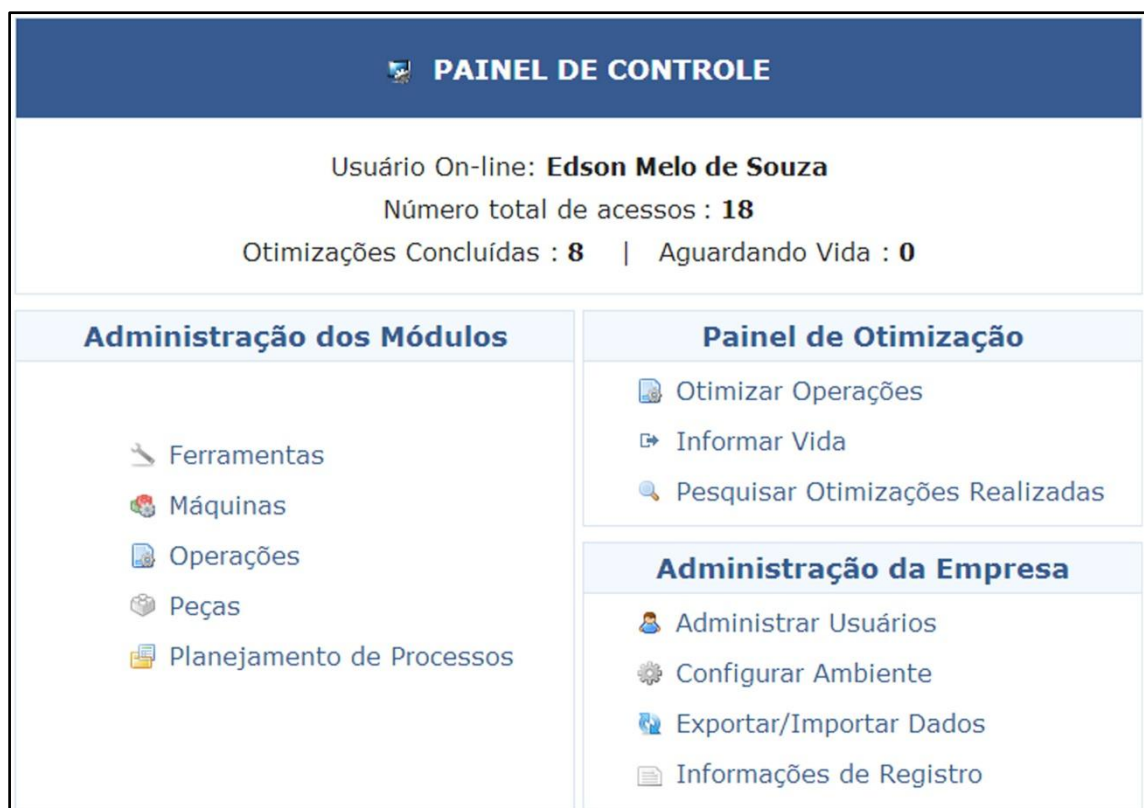 PAINEL DE CONTROLE
Usuário On-line: Edson Melo de Souza
Número total de acessos : 18
Otimizações Concluídas : 8 | Aguardando Vida : 0
Administração dos Módulos
Ferramentas
Máquinas
Operações
Peças
Planejamento de Processos
Painel de Otimização
Otimizar Operações
Informar Vida
Pesquisar Otimizações Realizadas
Administração da Empresa
Administrar Usuários
Configurar Ambiente
Exportar/Importar Dados
Informações de Registro